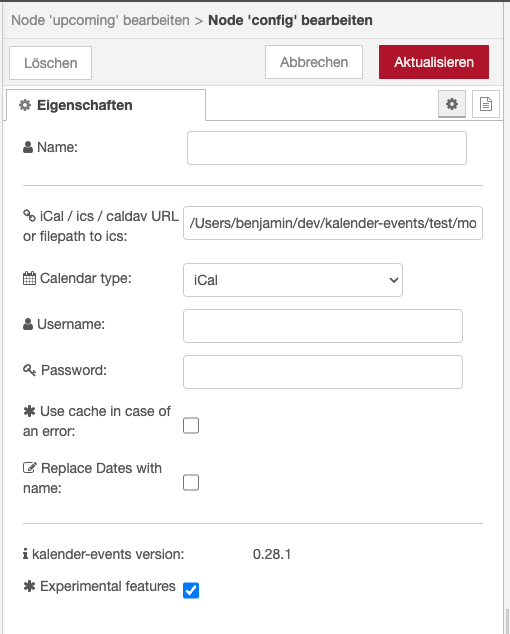 Node 'upcoming' bearbeiten > Node 'config' bearbeiten
Löschen
Abbrechen
Aktualisieren
Eigenschaften
Name:
iCal / ics / caldav URL
or filepath to ics:
/Users/benjamin/dev/kalender-events/test/mo
Calendar type:
iCal
Username:
Password:
Use cache in case of
an error:
Replace Dates with
name:
kalender-events version:
0.28.1
Experimental features